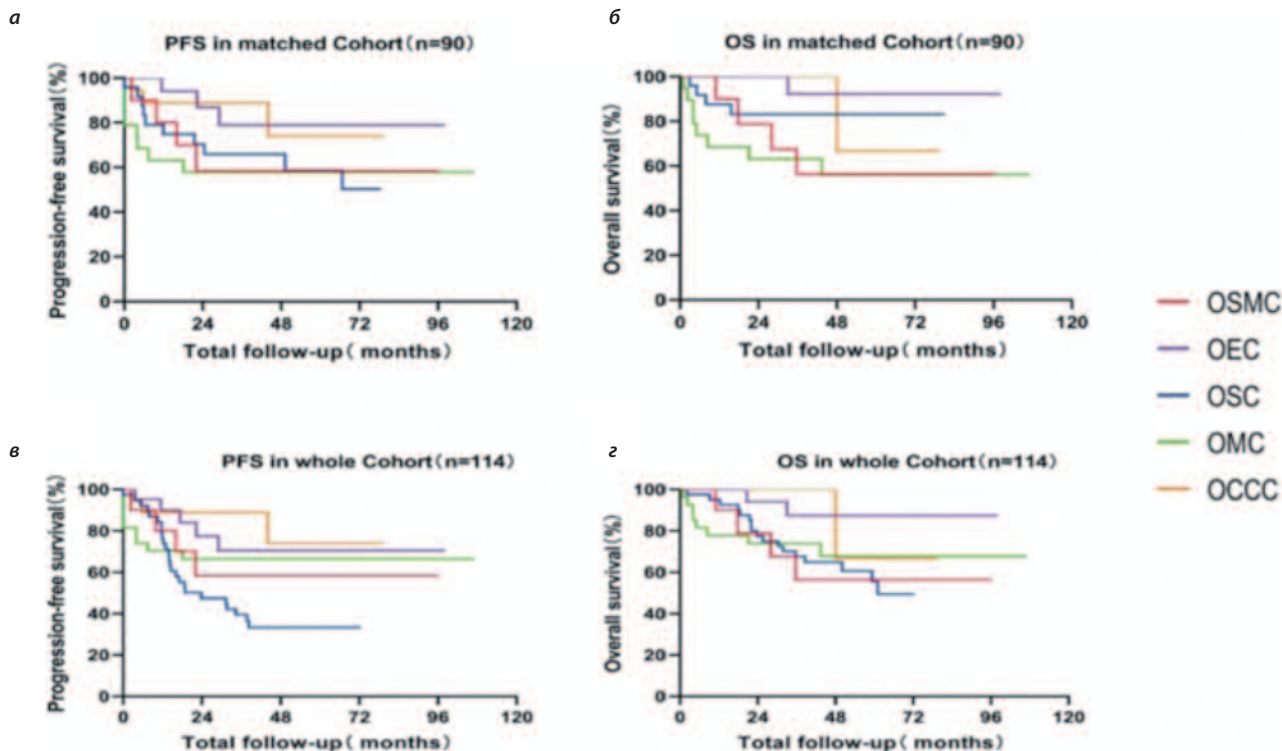 а
PFS in matched Cohort(n=90)
Progression-free survival(%)
100
80
60
40
20
0
0 24 48 72 96 120
Total follow-up( months)
б
OS in matched Cohort(n=90)
Overall survival(%)
100
80
60
40
20
0
0 24 48 72 96 120
Total follow-up( months)
OSMC
OEC
OSC
OMC
OCCC
в
PFS in whole Cohort(n=114)
Progression-free survival(%)
100
80
60
40
20
0
0 24 48 72 96 120
Total follow-up( months)
г
OS in whole Cohort(n=114)
Overall survival(%)
100
80
60
40
20
0
0 24 48 72 96 120
Total follow-up( months)